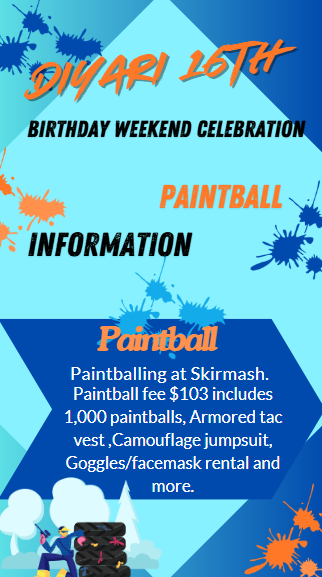 DIYARI 16TH
BIRTHDAY WEEKEND CELEBRATION
PAINTBALL
INFORMATION
Paintball
Paintballing at Skirmash.
Paintball fee $103 includes
1,000 paintballs, Armored tac
vest ,Camouflage jumpsuit,
Goggles/facemask rental and
more.